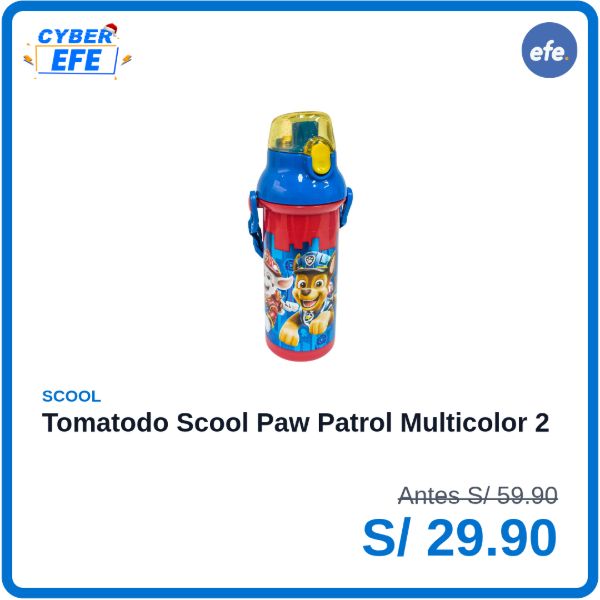 CYBER
EFE
efe.
SCOOL
Tomatodo Scool Paw Patrol Multicolor 2
Antes S/ 59.90
S/ 29.90